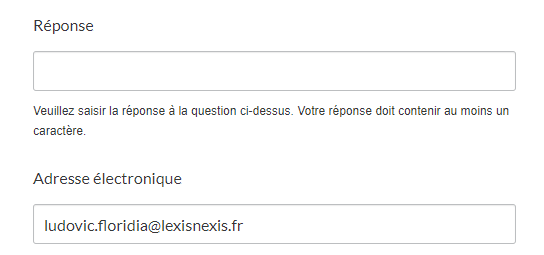 Réponse
Veuillez saisir la réponse à la question ci-dessus. Votre réponse doit contenir au moins un
caractère.
Adresse électronique
ludovic.floridia@lexisnexis.fr